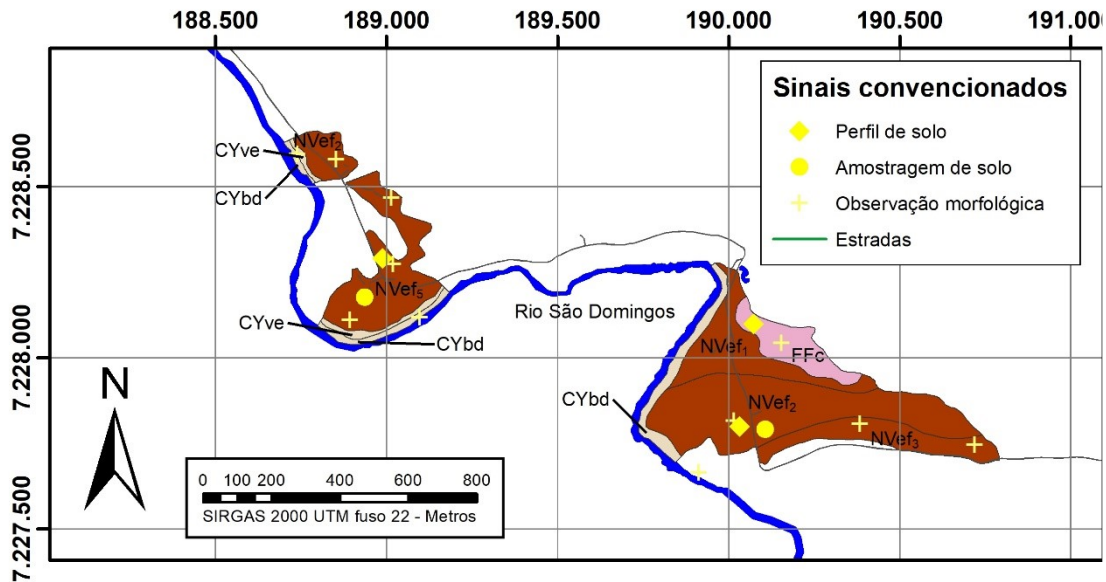 188.500 189.000 189.500 190.000 190.500 191.0
7.228.500
7.228.000
7.227.500
Sinais convencionados
Perfil de solo
Amostragem de solo
Observação morfológica
Estradas
NVef2
CYve
CYbd
NVef5
CYve
CYbd
Rio São Domingos
NVef1
FFc
NVef2
CYbd
NVef3
N
0 100 200 400 600 800
SIRGAS 2000 UTM fuso 22 - Metros